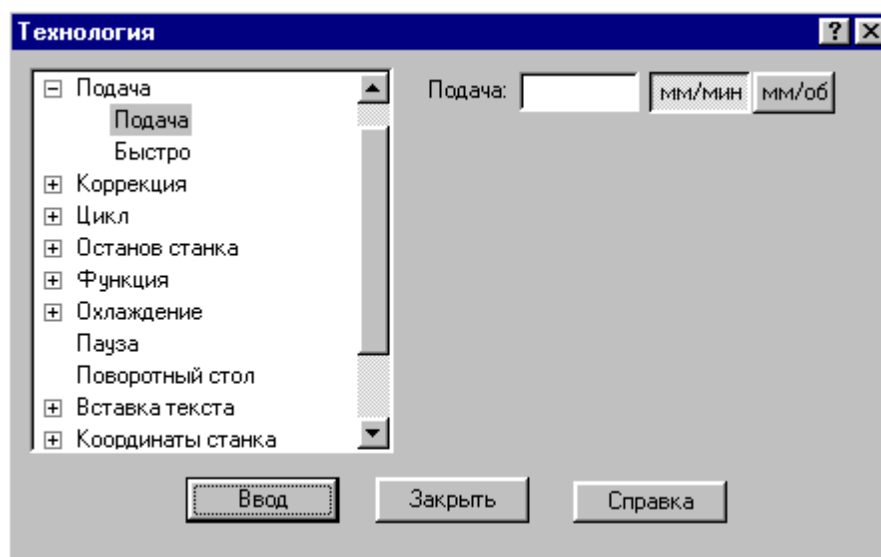 Технология
Подача
Подача
Быстро
Коррекция
Цикл
Останов станка
Функция
Охлаждение
Пауза
Поворотный стол
Вставка текста
Координаты станка
Подача: мм/мин мм/об
Ввод Закрыть Справка